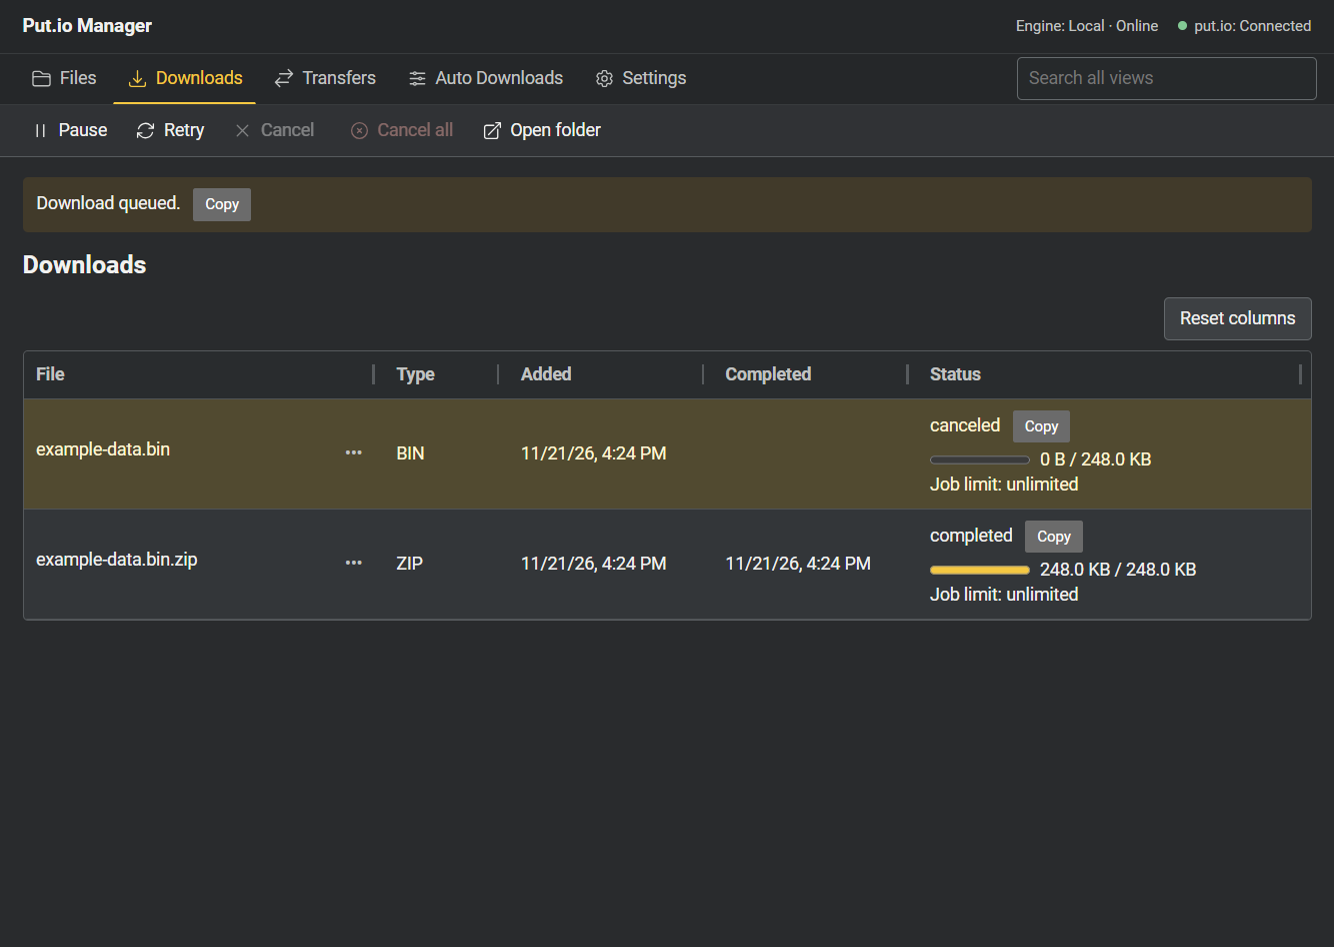 Put.io Manager
Engine: Local · Online
put.io: Connected
Files
Downloads
Transfers
Auto Downloads
Settings
Search all views
Pause
Retry
Cancel
Cancel all
Open folder
Download queued.
Copy
Downloads
Reset columns
File
Type
Added
Completed
Status
example-data.bin
BIN
11/21/26, 4:24 PM
canceled
Copy
0 B / 248.0 KB
Job limit: unlimited
example-data.bin.zip
ZIP
11/21/26, 4:24 PM
11/21/26, 4:24 PM
completed
Copy
248.0 KB / 248.0 KB
Job limit: unlimited